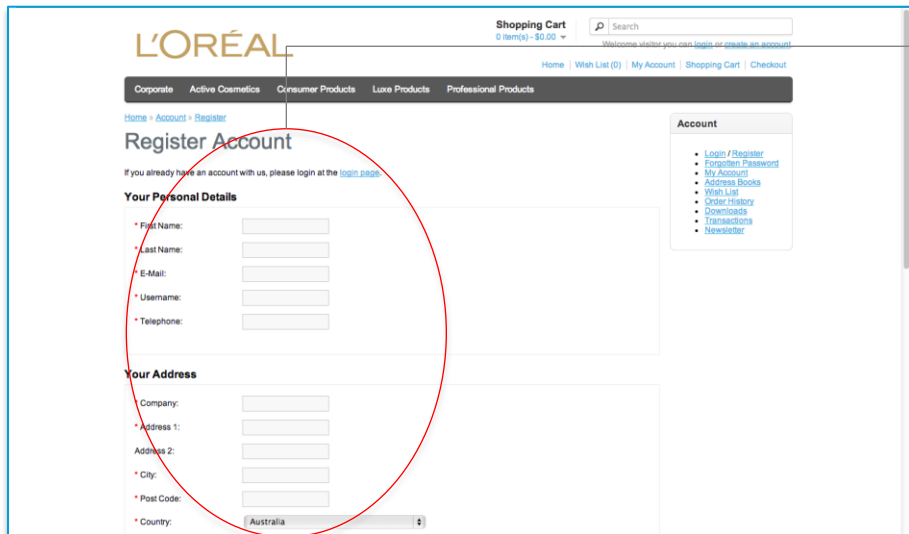 L'ORÉAL
Shopping Cart
0 item(s) - $0.00
Search
Welcome visitor you can login or create an account.
Home | Wish List (0) | My Account | Shopping Cart | Checkout
Corporate Active Cosmetics Consumer Products Luxe Products Professional Products
Home » Account » Register
Register Account
If you already have an account with us, please login at the login page.
Your Personal Details
* First Name:
* Last Name:
* E-Mail:
* Username:
* Telephone:
Your Address
* Company:
* Address 1:
Address 2:
* City:
* Post Code:
* Country: Australia
Account
Login / Register
Forgotten Password
My Account
Address Books
Wish List
Order History
Downloads
Transactions
Newsletter